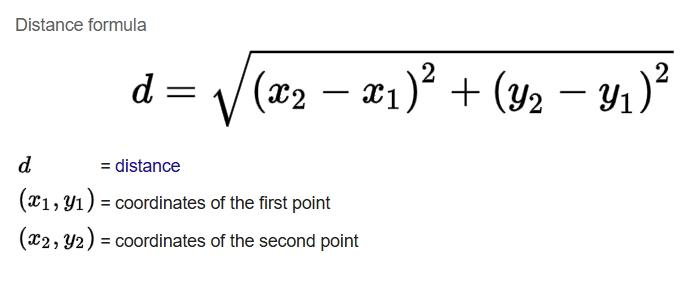 Distance formula
d = √(x₂ − x₁)² + (y₂ − y₁)²
d = distance
(x₁, y₁) = coordinates of the first point
(x₂, y₂) = coordinates of the second point